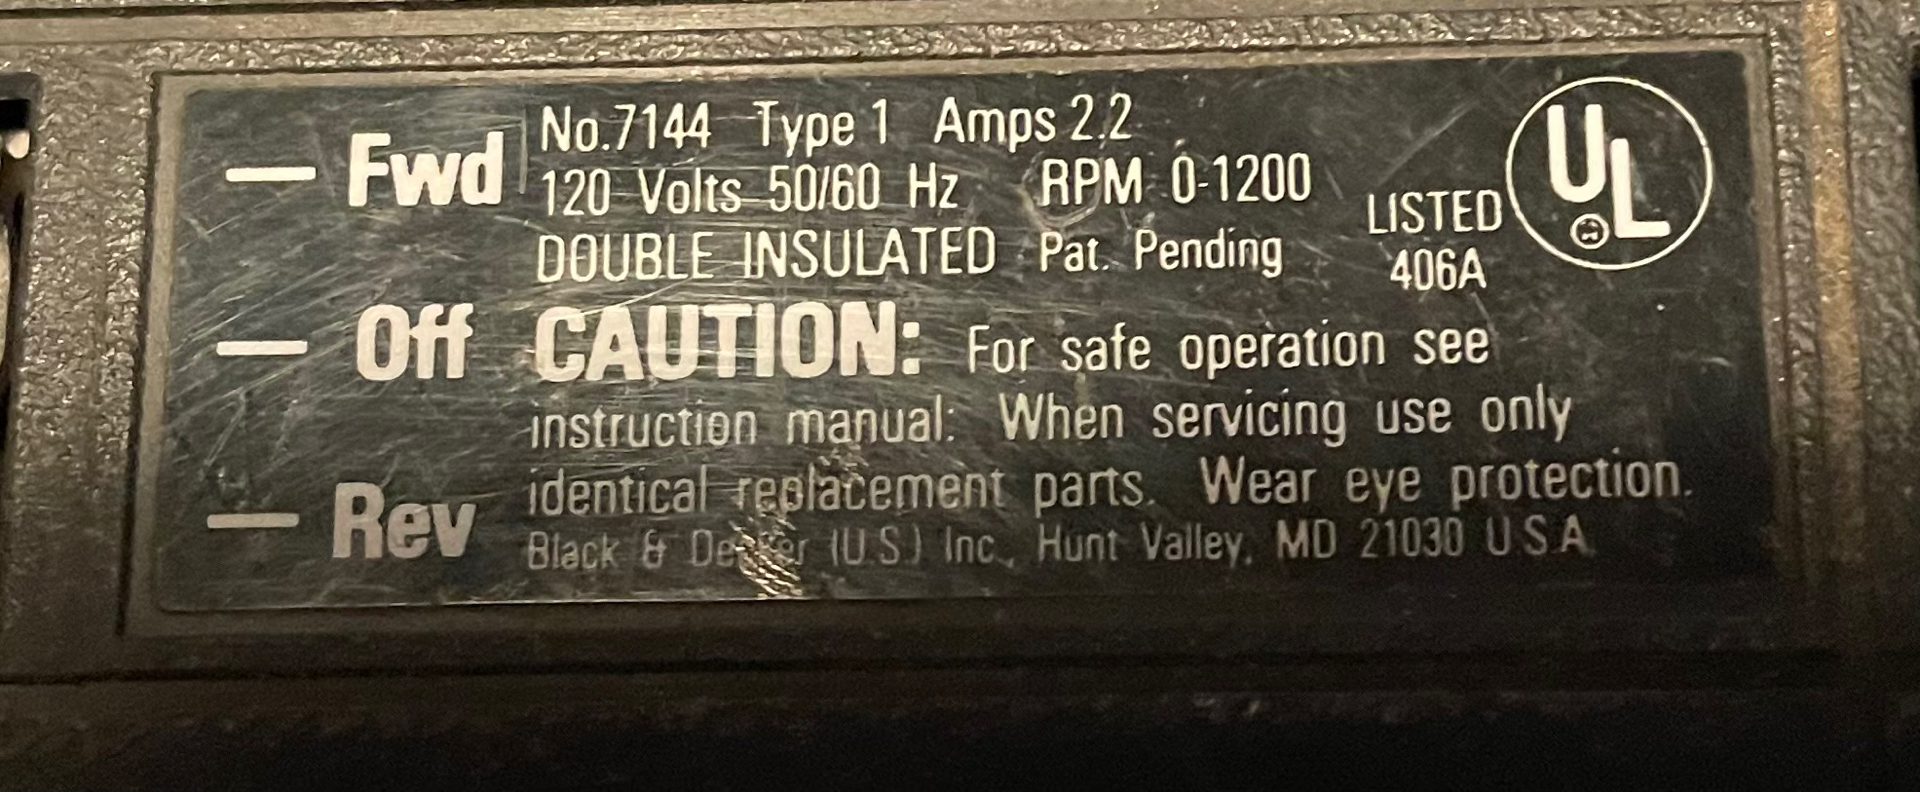 Fwd No.7144 Type 1 Amps 2.2
120 Volts 50/60 Hz RPM 0-1200
DOUBLE INSULATED Pat. Pending
LISTED
406A
UL
Off CAUTION: For safe operation see
instruction manual. When servicing use only
identical replacement parts. Wear eye protection.
Rev Black & Decker (U.S.) Inc., Hunt Valley, MD 21030 U.S.A.